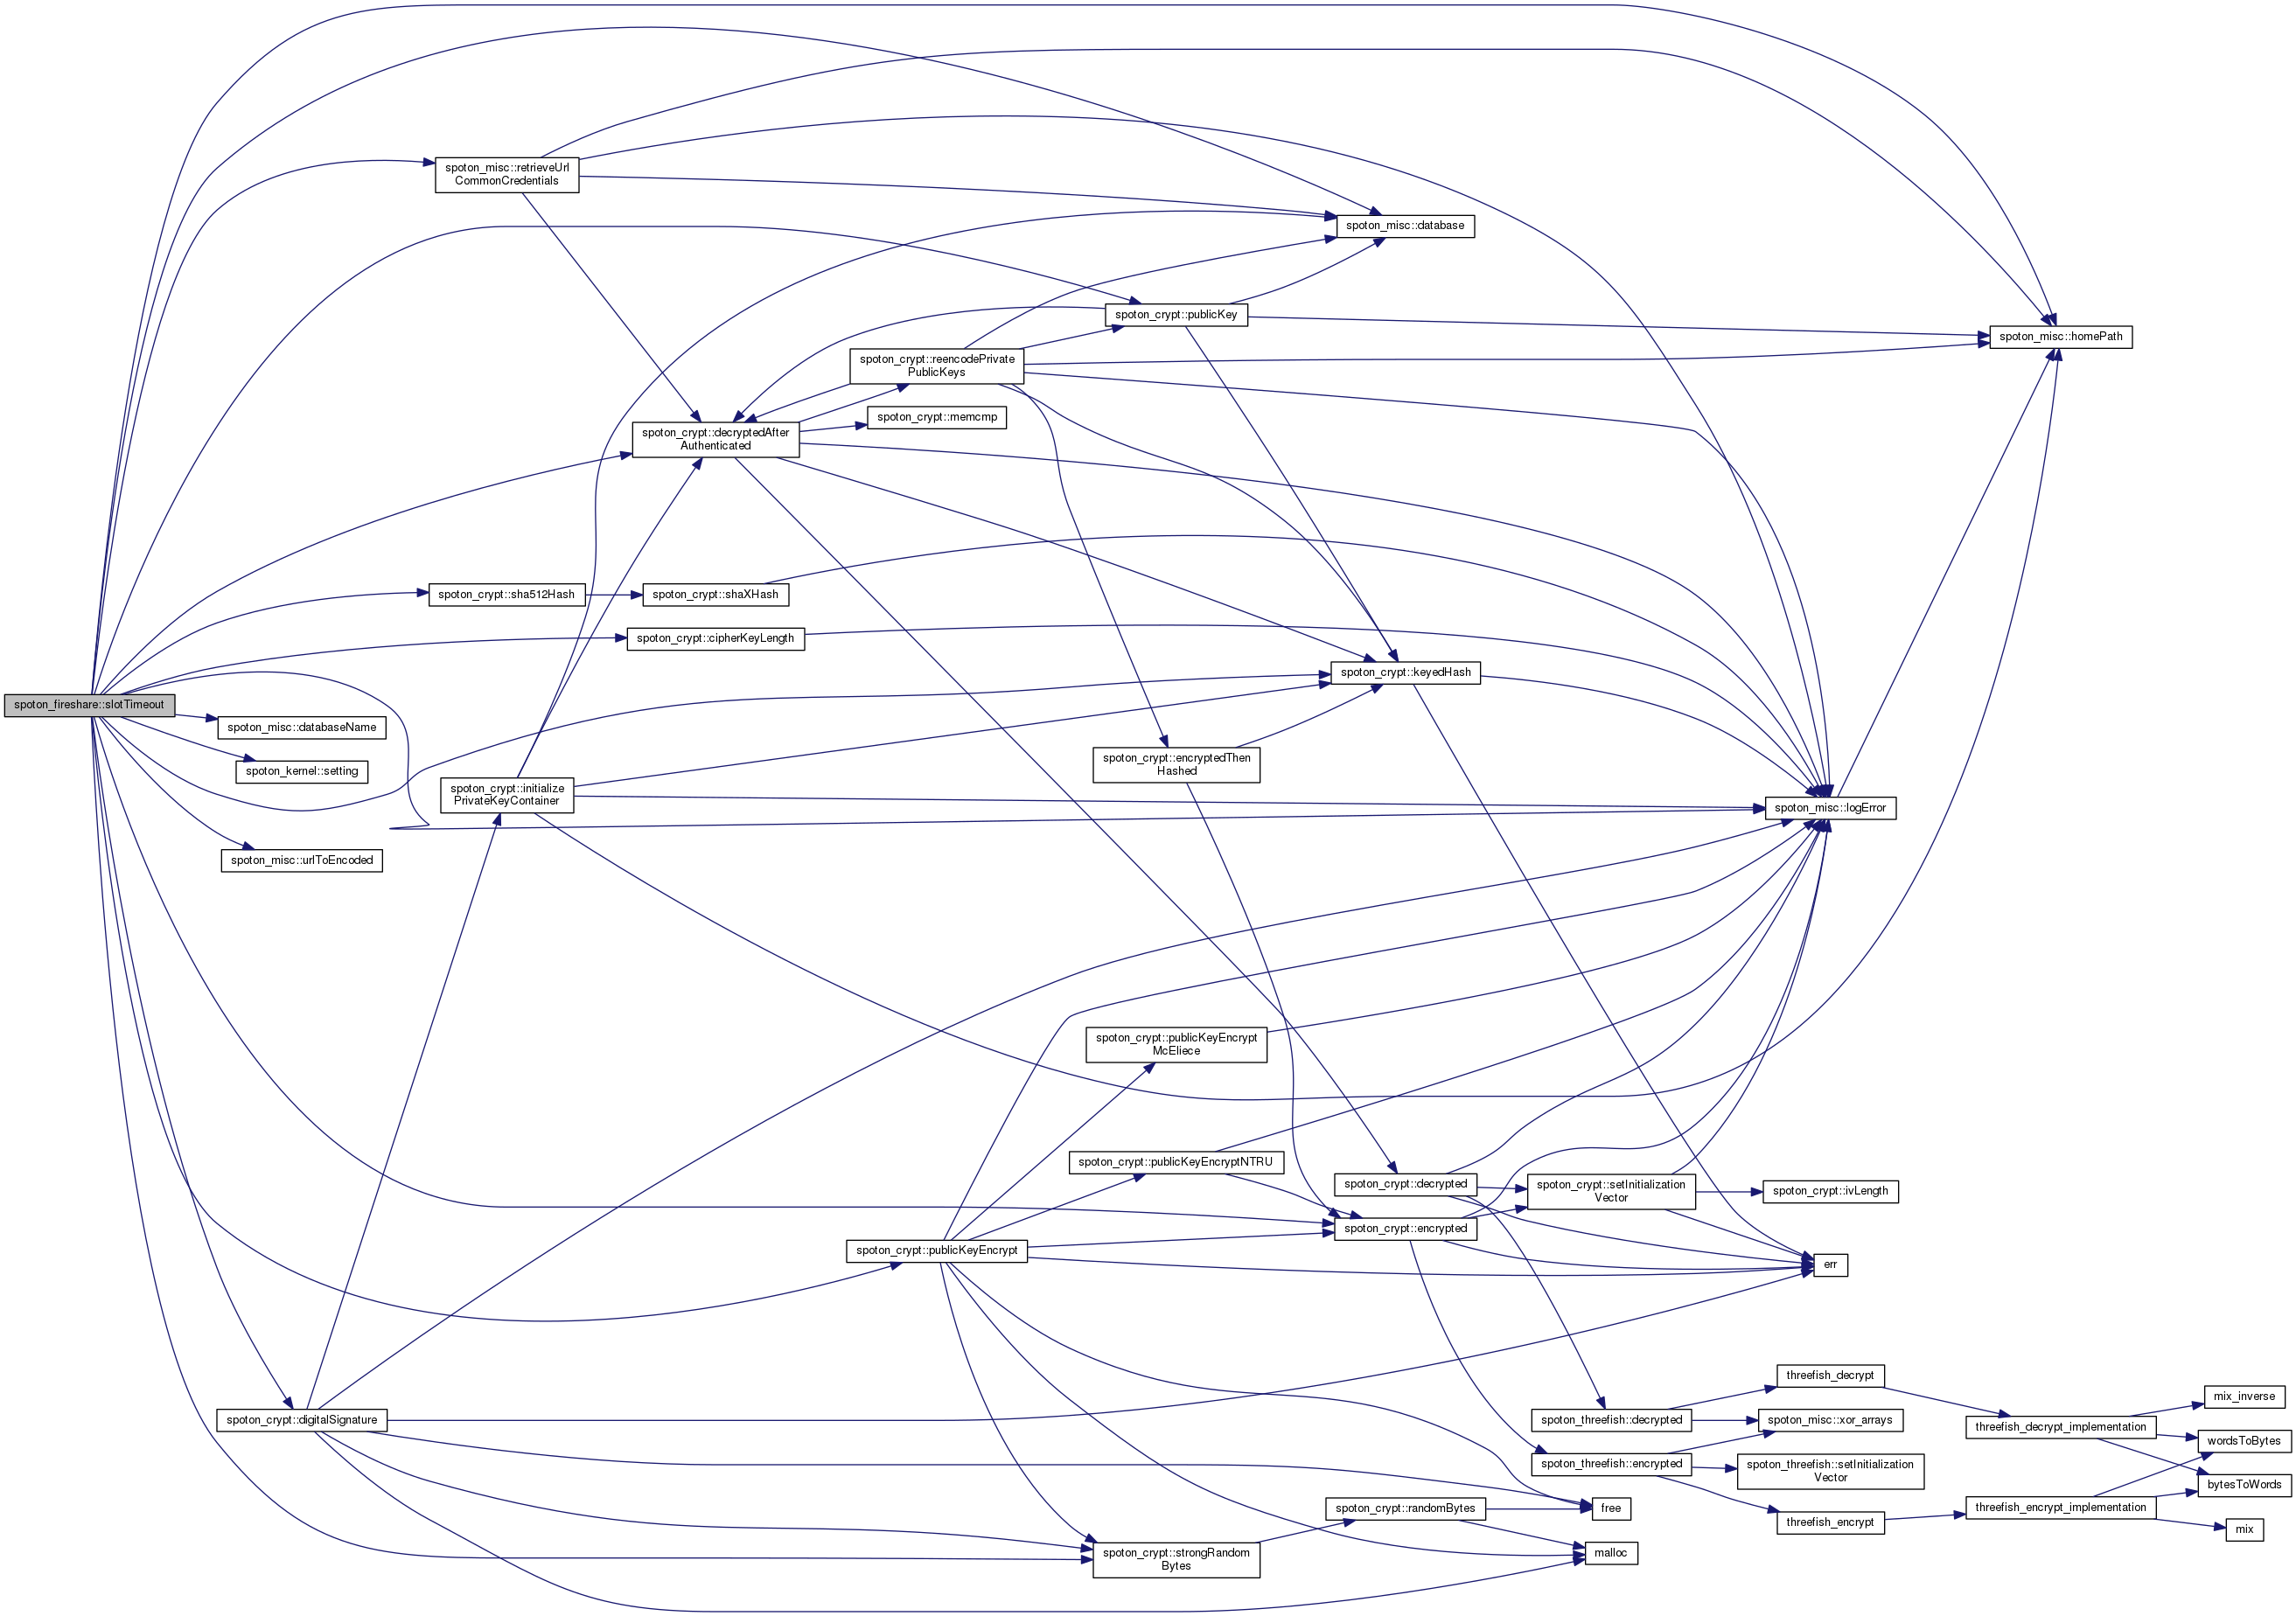 spoton_misc::retrieveUrl
CommonCredentials
spoton_misc::database
spoton_crypt::publicKey
spoton_misc::homePath
spoton_crypt::reencodePrivate
PublicKeys
spoton_crypt::memcmp
spoton_crypt::decryptedAfter
Authenticated
spoton_crypt::sha512Hash
spoton_crypt::shaXHash
spoton_crypt::cipherKeyLength
spoton_crypt::keyedHash
spoton_fireshare::slotTimeout
spoton_misc::databaseName
spoton_kernel::setting
spoton_crypt::encryptedThen
Hashed
spoton_crypt::initialize
PrivateKeyContainer
spoton_misc::logError
spoton_misc::urlToEncoded
spoton_crypt::publicKeyEncrypt
McEliece
spoton_crypt::publicKeyEncryptNTRU
spoton_crypt::decrypted
spoton_crypt::setInitialization
Vector
spoton_crypt::ivLength
spoton_crypt::encrypted
spoton_crypt::publicKeyEncrypt
err
threefish_decrypt
mix_inverse
spoton_crypt::digitalSignature
spoton_threefish::decrypted
spoton_misc::xor_arrays
threefish_decrypt_implementation
wordsToBytes
spoton_threefish::encrypted
spoton_threefish::setInitialization
Vector
bytesToWords
spoton_crypt::randomBytes
free
threefish_encrypt_implementation
threefish_encrypt
mix
spoton_crypt::strongRandom
Bytes
malloc